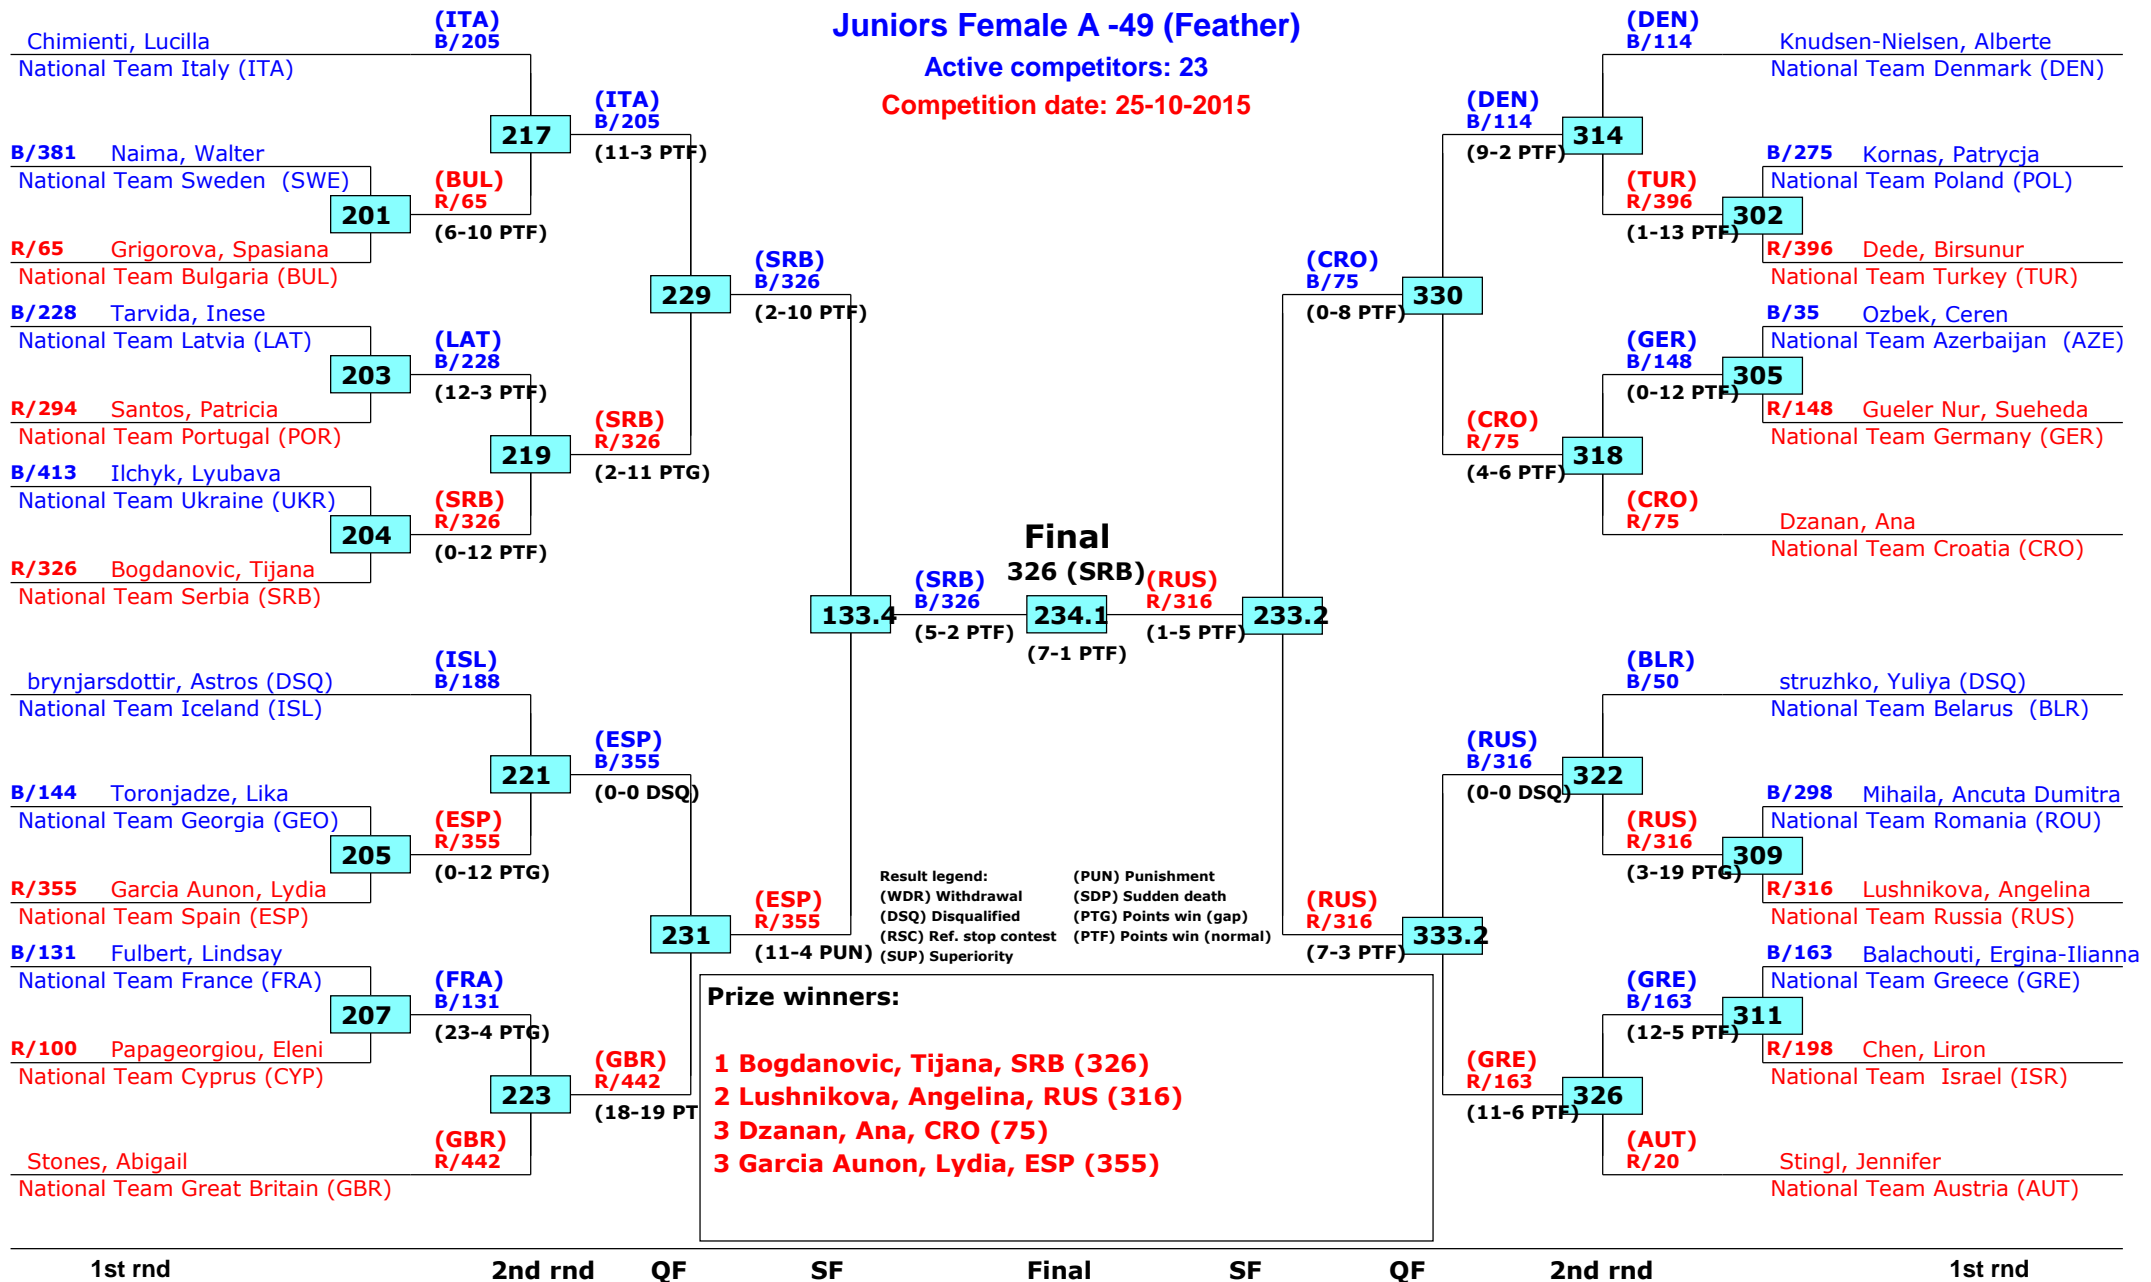 Juniors Female A -49 (Feather)
Active competitors: 23
Competition date: 25-10-2015
Chimienti, Lucilla
National Team Italy (ITA)
(ITA)
B/205
B/381 Naima, Walter
National Team Sweden (SWE)
201
R/65 Grigorova, Spasiana
National Team Bulgaria (BUL)
(BUL)
R/65
(6-10 PTF)
217
(ITA)
B/205
(11-3 PTF)
B/228 Tarvida, Inese
National Team Latvia (LAT)
203
R/294 Santos, Patricia
National Team Portugal (POR)
(LAT)
B/228
(12-3 PTF)
B/413 Ilchyk, Lyubava
National Team Ukraine (UKR)
204
R/326 Bogdanovic, Tijana
National Team Serbia (SRB)
(SRB)
R/326
(0-12 PTF)
219
(SRB)
R/326
(2-11 PTG)
229
(SRB)
B/326
(2-10 PTF)
brynjarsdottir, Astros (DSQ)
National Team Iceland (ISL)
(ISL)
B/188
B/144 Toronjadze, Lika
National Team Georgia (GEO)
205
R/355 Garcia Aunon, Lydia
National Team Spain (ESP)
(ESP)
R/355
(0-12 PTG)
221
(ESP)
B/355
(0-0 DSQ)
B/131 Fulbert, Lindsay
National Team France (FRA)
207
R/100 Papageorgiou, Eleni
National Team Cyprus (CYP)
(FRA)
B/131
(23-4 PTG)
223
Stones, Abigail
National Team Great Britain (GBR)
(GBR)
R/442
(GBR)
R/442
(18-19 PT
231
(ESP)
R/355
(11-4 PUN)
133.4
(SRB)
B/326
(5-2 PTF)
Final
326 (SRB)
234.1
(7-1 PTF)
(RUS)
R/316
(1-5 PTF)
233.2
(DEN)
B/114
Knudsen-Nielsen, Alberte
National Team Denmark (DEN)
(DEN)
B/114
(9-2 PTF)
314
B/275 Kornas, Patrycja
National Team Poland (POL)
(TUR)
R/396
(1-13 PTF)
302
R/396 Dede, Birsunur
National Team Turkey (TUR)
(CRO)
B/75
(0-8 PTF)
330
B/35 Ozbek, Ceren
National Team Azerbaijan (AZE)
(GER)
B/148
(0-12 PTF)
305
R/148 Gueler Nur, Sueheda
National Team Germany (GER)
(CRO)
R/75
(4-6 PTF)
318
(CRO)
R/75
Dzanan, Ana
National Team Croatia (CRO)
(BLR)
B/50
struzhko, Yuliya (DSQ)
National Team Belarus (BLR)
(RUS)
B/316
(0-0 DSQ)
322
B/298 Mihaila, Ancuta Dumitra
National Team Romania (ROU)
(RUS)
R/316
(3-19 PTG)
309
R/316 Lushnikova, Angelina
National Team Russia (RUS)
(RUS)
R/316
(7-3 PTF)
333.2
B/163 Balachouti, Ergina-Ilianna
National Team Greece (GRE)
(GRE)
B/163
(12-5 PTF)
311
R/198 Chen, Liron
National Team Israel (ISR)
(GRE)
R/163
(11-6 PTF)
326
(AUT)
R/20
Stingl, Jennifer
National Team Austria (AUT)
Result legend:
(WDR) Withdrawal
(DSQ) Disqualified
(RSC) Ref. stop contest
(SUP) Superiority
(PUN) Punishment
(SDP) Sudden death
(PTG) Points win (gap)
(PTF) Points win (normal)
Prize winners:
1 Bogdanovic, Tijana, SRB (326)
2 Lushnikova, Angelina, RUS (316)
3 Dzanan, Ana, CRO (75)
3 Garcia Aunon, Lydia, ESP (355)
1st rnd 2nd rnd QF SF Final SF QF 2nd rnd 1st rnd